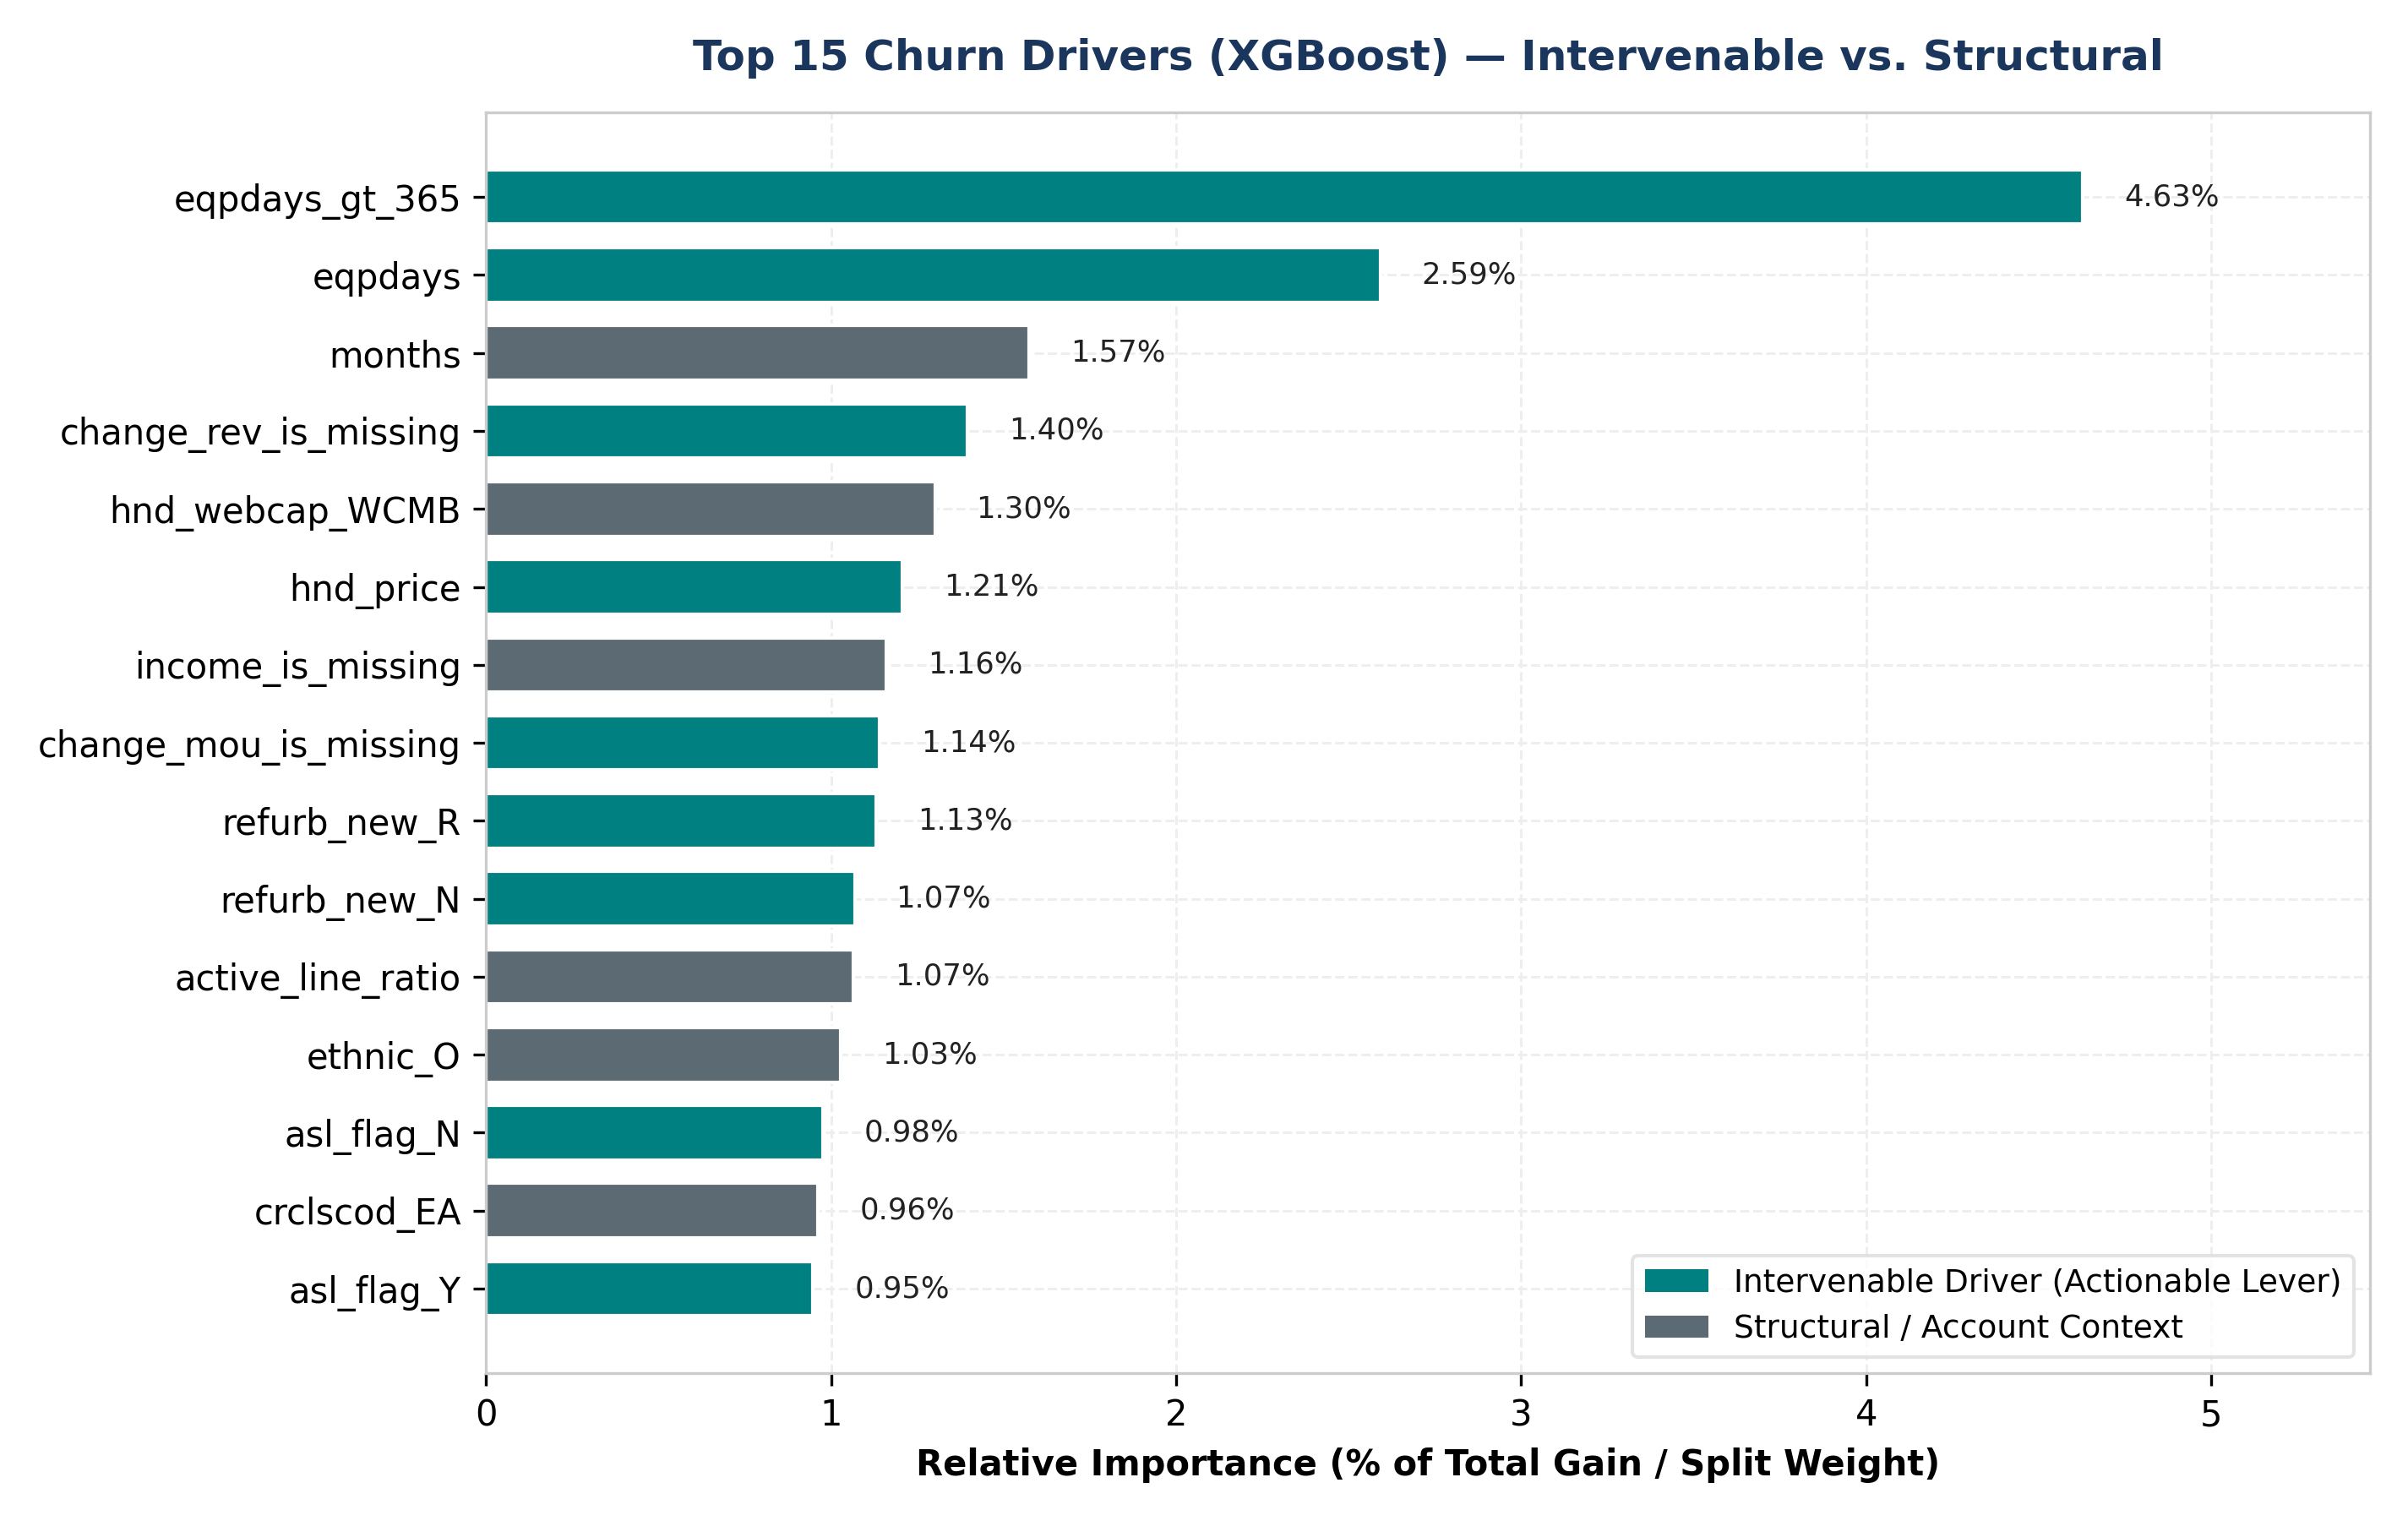 Top 15 Churn Drivers (XGBoost) — Intervenable vs. Structural
eqpdays_gt_365 4.63%
eqpdays 2.59%
months 1.57%
change_rev_is_missing 1.40%
hnd_webcap_WCMB 1.30%
hnd_price 1.21%
income_is_missing 1.16%
change_mou_is_missing 1.14%
refurb_new_R 1.13%
refurb_new_N 1.07%
active_line_ratio 1.07%
ethnic_O 1.03%
asl_flag_N 0.98%
crclscod_EA 0.96%
asl_flag_Y 0.95%
Intervenable Driver (Actionable Lever)
Structural / Account Context
0 1 2 3 4 5
Relative Importance (% of Total Gain / Split Weight)